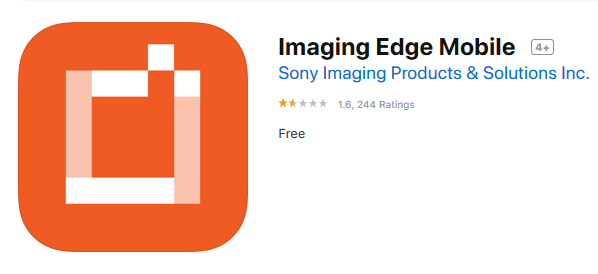 Imaging Edge Mobile 4+
Sony Imaging Products & Solutions Inc.
1.6, 244 Ratings
Free